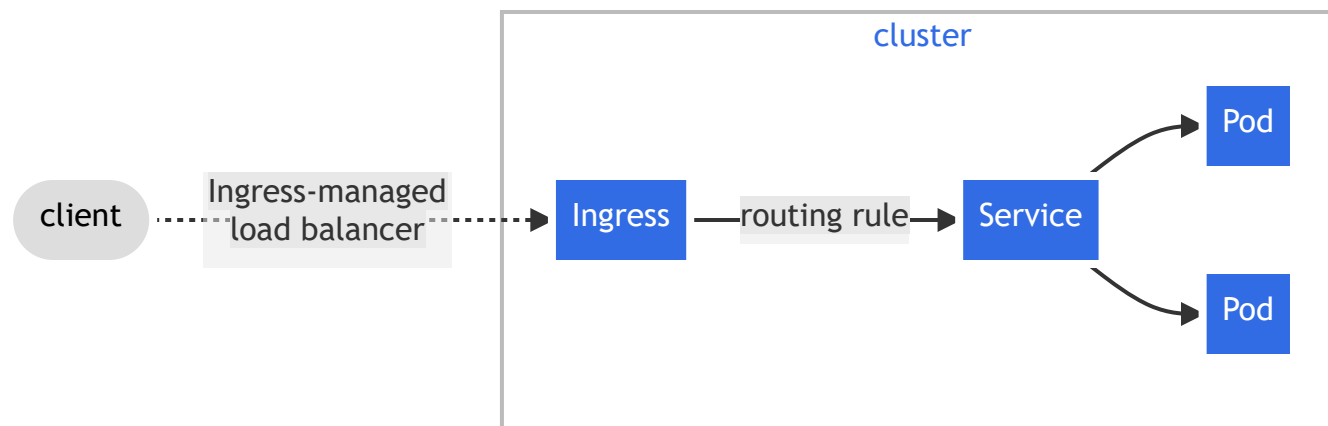 cluster
client
Ingress-managed
load balancer
Ingress
routing rule
Service
Pod
Pod